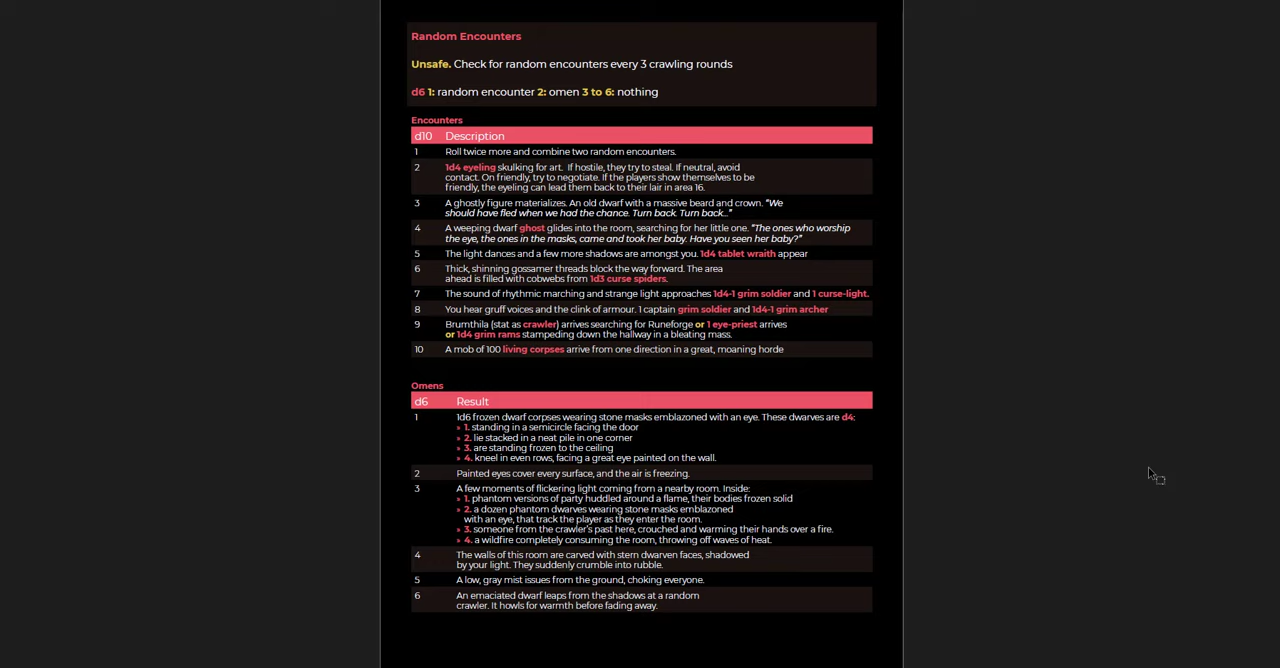 Random Encounters
Unsafe. Check for random encounters every 3 crawling rounds
d6 1: random encounter 2: omen 3 to 6: nothing
Encounters
d10 Description
1 Roll twice more and combine two random encounters.
2 1d4 eyeling skulking for art. If hostile, they try to steal. If neutral, avoid
contact. On friendly, try to negotiate. If the players show themselves to be
friendly, the eyeling can lead them back to their lair in area 16.
3 A ghostly figure materializes. An old dwarf with a massive beard and crown. “We
should have fled when we had the chance. Turn back. Turn back...”
4 A weeping dwarf ghost glides into the room, searching for her little one. “The ones who worship
the eye, the ones in the masks, came and took her baby. Have you seen her baby?”
5 The light dances and a few more shadows are amongst you. 1d4 tablet wraith appear
6 Thick, shinning gossamer threads block the way forward. The area
ahead is filled with cobwebs from 1d3 curse spiders.
7 The sound of rhythmic marching and strange light approaches 1d4-1 grim soldier and 1 curse-light.
8 You hear gruff voices and the clink of armour. 1 captain grim soldier and 1d4-1 grim archer
9 Brumthila (stat as crawler) arrives searching for Runeforge or 1 eye-priest arrives
or 1d4 grim rams stampeding down the hallway in a bleating mass.
10 A mob of 100 living corpses arrive from one direction in a great, moaning horde
Omens
d6 Result
1 1d6 frozen dwarf corpses wearing stone masks emblazoned with an eye. These dwarves are d4:
» 1. standing in a semicircle facing the door
» 2. lie stacked in a neat pile in one corner
» 3. are standing frozen to the ceiling
» 4. kneel in even rows, facing a great eye painted on the wall.
2 Painted eyes cover every surface, and the air is freezing.
3 A few moments of flickering light coming from a nearby room. Inside:
» 1. phantom versions of party huddled around a flame, their bodies frozen solid
» 2. a dozen phantom dwarves wearing stone masks emblazoned
with an eye, that track the player as they enter the room.
» 3. someone from the crawler’s past here, crouched and warming their hands over a fire.
» 4. a wildfire completely consuming the room, throwing off waves of heat.
4 The walls of this room are carved with stern dwarven faces, shadowed
by your light. They suddenly crumble into rubble.
5 A low, gray mist issues from the ground, choking everyone.
6 An emaciated dwarf leaps from the shadows at a random
crawler. It howls for warmth before fading away.